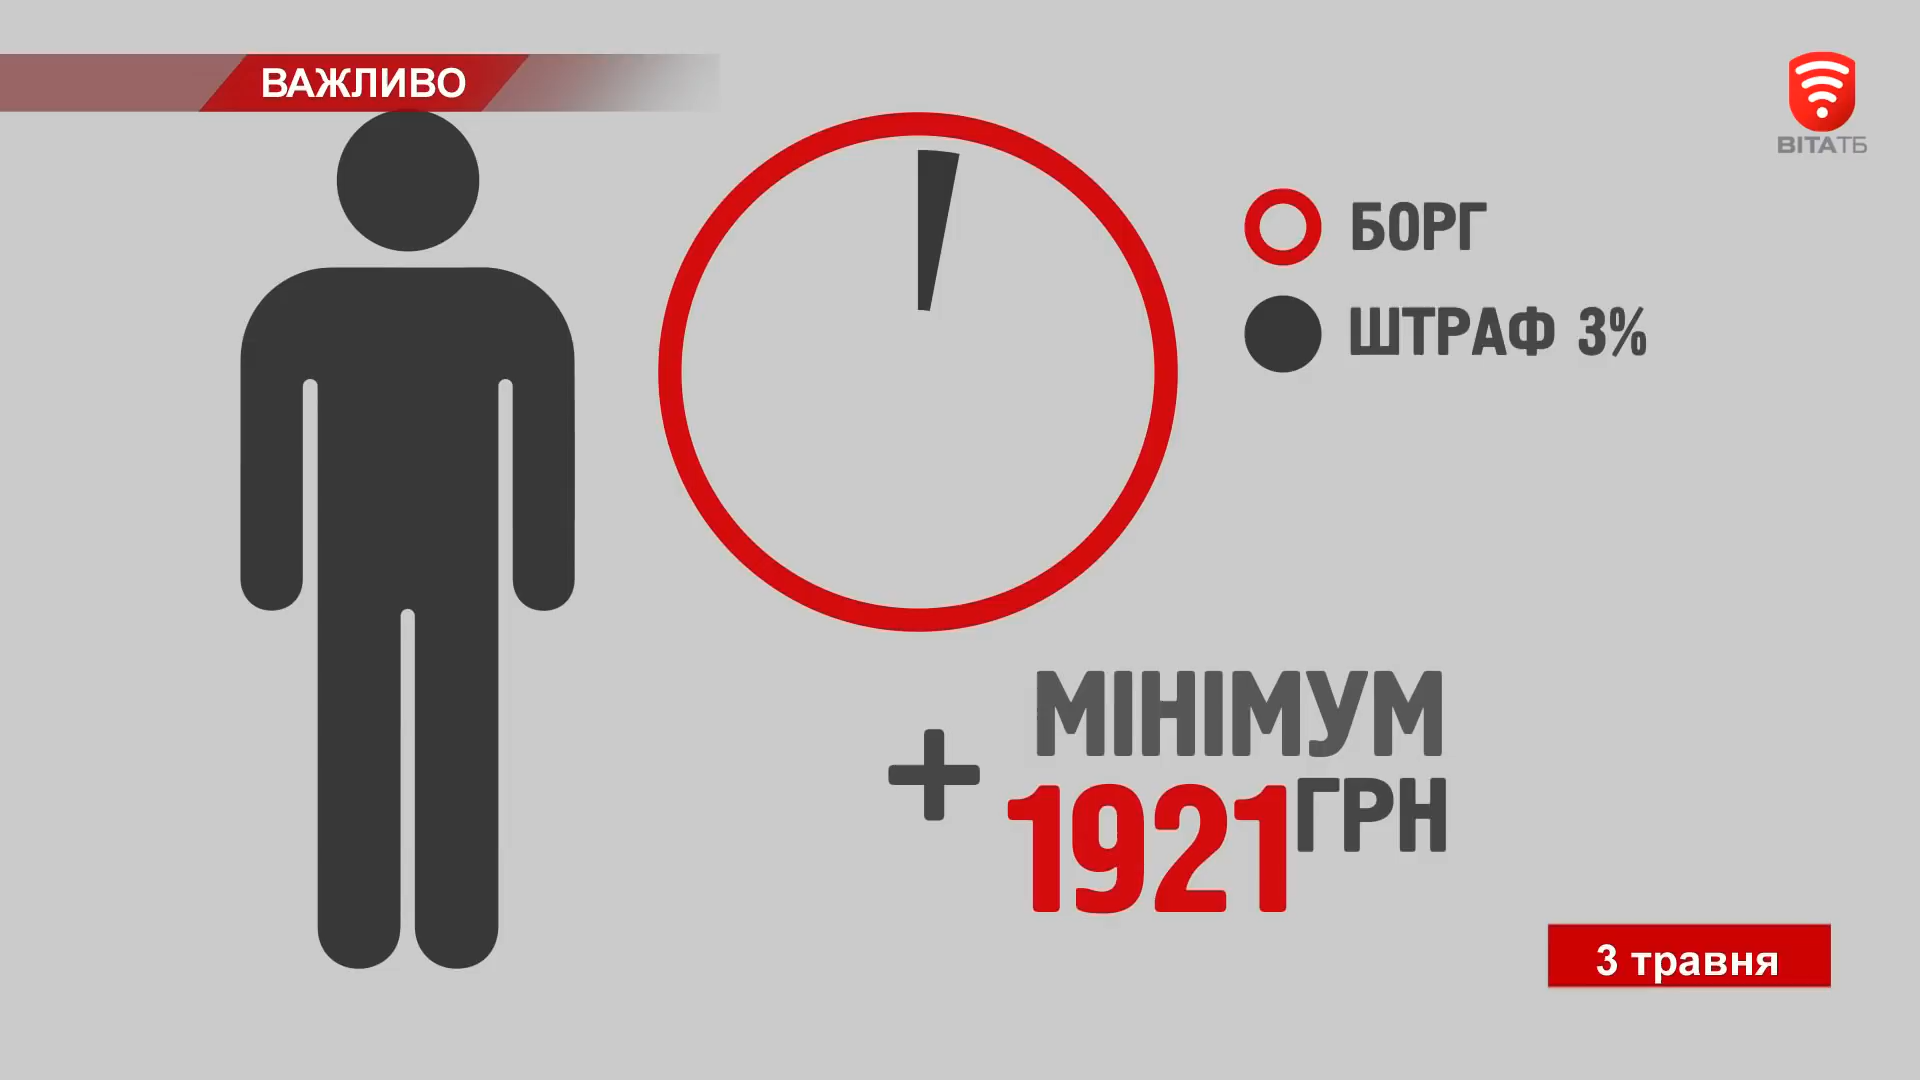 ВАЖЛИВО
ВІТАТБ
БОРГ
ШТРАФ 3%
МІНІМУМ
+ 1921ГРН
3 травня